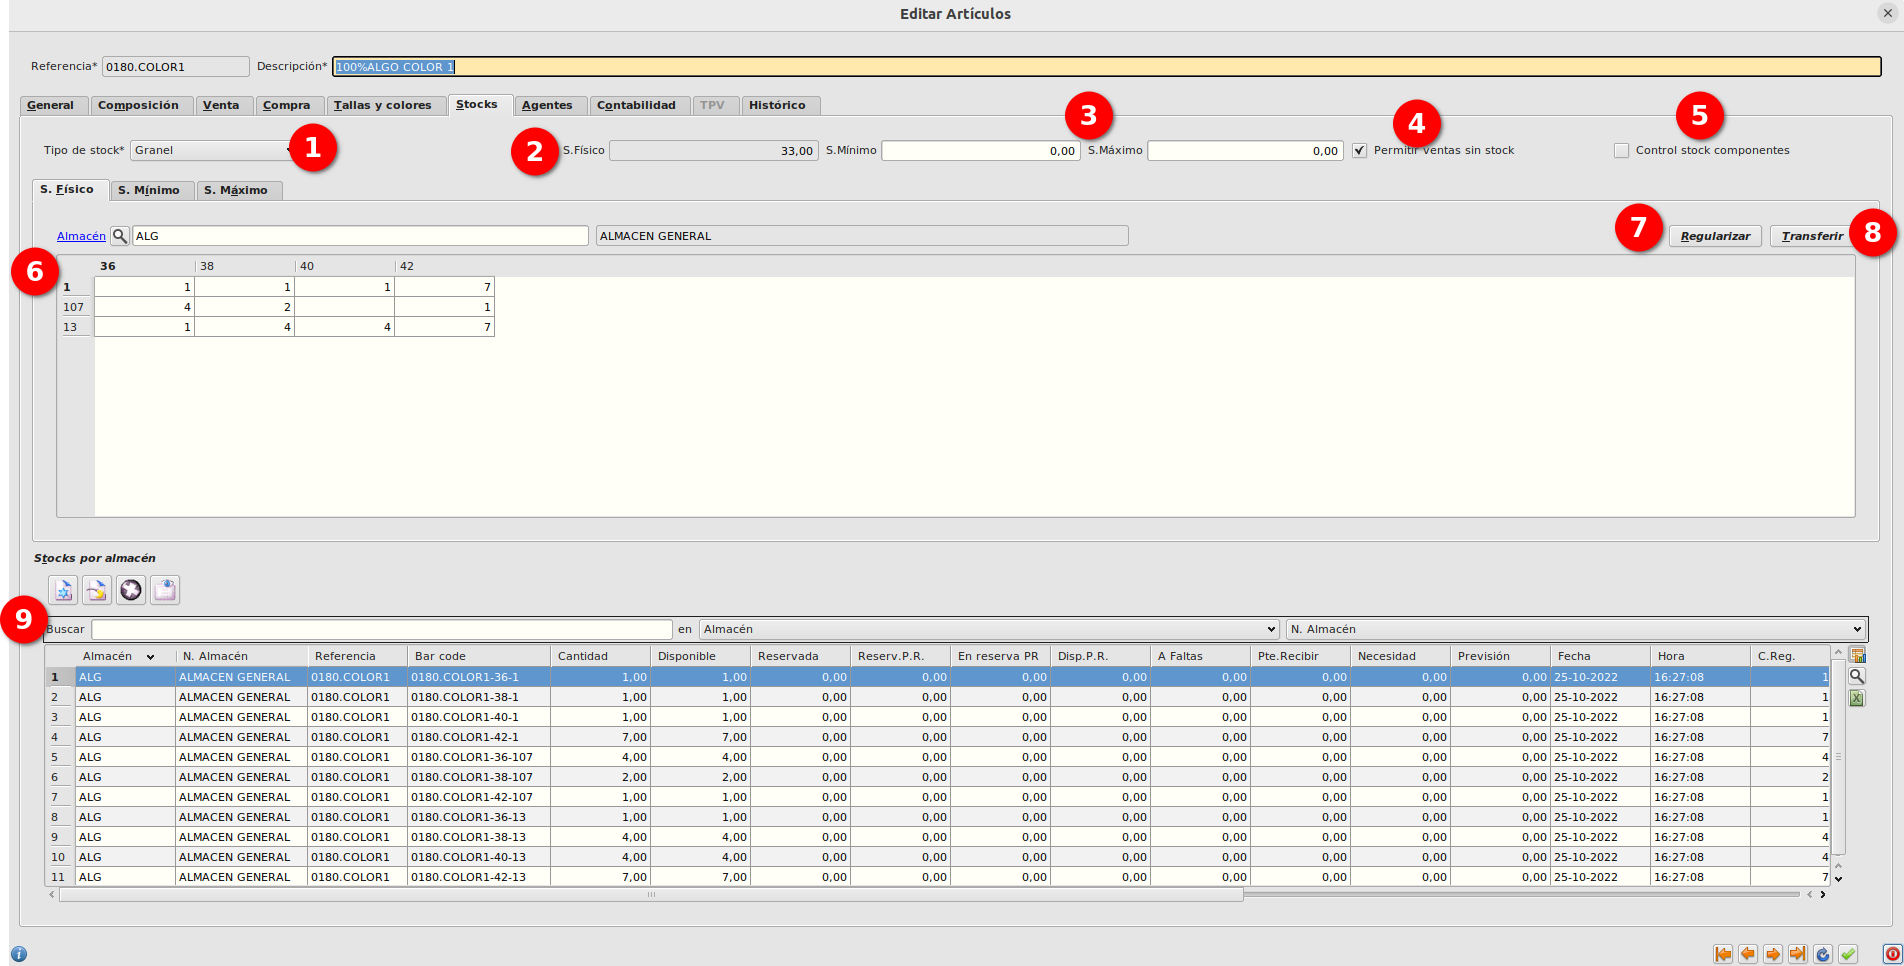 Editar Artículos
Referencia* 0180.COLOR1 Descripción* 100%ALGO COLOR 1
General Composición Venta Compra Tallas y colores Stocks Agentes Contabilidad TPV Histórico
Tipo de stock* Granel 1 2 S.Físico 33,00 S.Mínimo 0,00 3 S.Máximo 0,00 4 Permitir ventas sin stock 5 Control stock componentes
S. Físico S. Mínimo S. Máximo
Almacén ALG ALMACEN GENERAL 7 Regularizar Transferir 8
6 36 38 40 42
1 1 1 1 7
107 4 2 1
13 1 4 4 7
Stocks por almacén
9 Buscar en Almacén N. Almacén
Almacén N. Almacén Referencia Bar code Cantidad Disponible Reservada Reserv.P.R. En reserva PR Disp.P.R. A Faltas Pte.Recibir Necesidad Previsión Fecha Hora C.Reg.
1 ALG ALMACEN GENERAL 0180.COLOR1 0180.COLOR1-36-1 1,00 1,00 0,00 0,00 0,00 0,00 0,00 0,00 0,00 0,00 25-10-2022 16:27:08 1
2 ALG ALMACEN GENERAL 0180.COLOR1 0180.COLOR1-38-1 1,00 1,00 0,00 0,00 0,00 0,00 0,00 0,00 0,00 0,00 25-10-2022 16:27:08 1
3 ALG ALMACEN GENERAL 0180.COLOR1 0180.COLOR1-40-1 1,00 1,00 0,00 0,00 0,00 0,00 0,00 0,00 0,00 0,00 25-10-2022 16:27:08 1
4 ALG ALMACEN GENERAL 0180.COLOR1 0180.COLOR1-42-1 7,00 7,00 0,00 0,00 0,00 0,00 0,00 0,00 0,00 0,00 25-10-2022 16:27:08 7
5 ALG ALMACEN GENERAL 0180.COLOR1 0180.COLOR1-36-107 4,00 4,00 0,00 0,00 0,00 0,00 0,00 0,00 0,00 0,00 25-10-2022 16:27:08 4
6 ALG ALMACEN GENERAL 0180.COLOR1 0180.COLOR1-38-107 2,00 2,00 0,00 0,00 0,00 0,00 0,00 0,00 0,00 0,00 25-10-2022 16:27:08 2
7 ALG ALMACEN GENERAL 0180.COLOR1 0180.COLOR1-42-107 1,00 1,00 0,00 0,00 0,00 0,00 0,00 0,00 0,00 0,00 25-10-2022 16:27:08 1
8 ALG ALMACEN GENERAL 0180.COLOR1 0180.COLOR1-36-13 1,00 1,00 0,00 0,00 0,00 0,00 0,00 0,00 0,00 0,00 25-10-2022 16:27:08 1
9 ALG ALMACEN GENERAL 0180.COLOR1 0180.COLOR1-38-13 4,00 4,00 0,00 0,00 0,00 0,00 0,00 0,00 0,00 0,00 25-10-2022 16:27:08 4
10 ALG ALMACEN GENERAL 0180.COLOR1 0180.COLOR1-40-13 4,00 4,00 0,00 0,00 0,00 0,00 0,00 0,00 0,00 0,00 25-10-2022 16:27:08 4
11 ALG ALMACEN GENERAL 0180.COLOR1 0180.COLOR1-42-13 7,00 7,00 0,00 0,00 0,00 0,00 0,00 0,00 0,00 0,00 25-10-2022 16:27:08 7